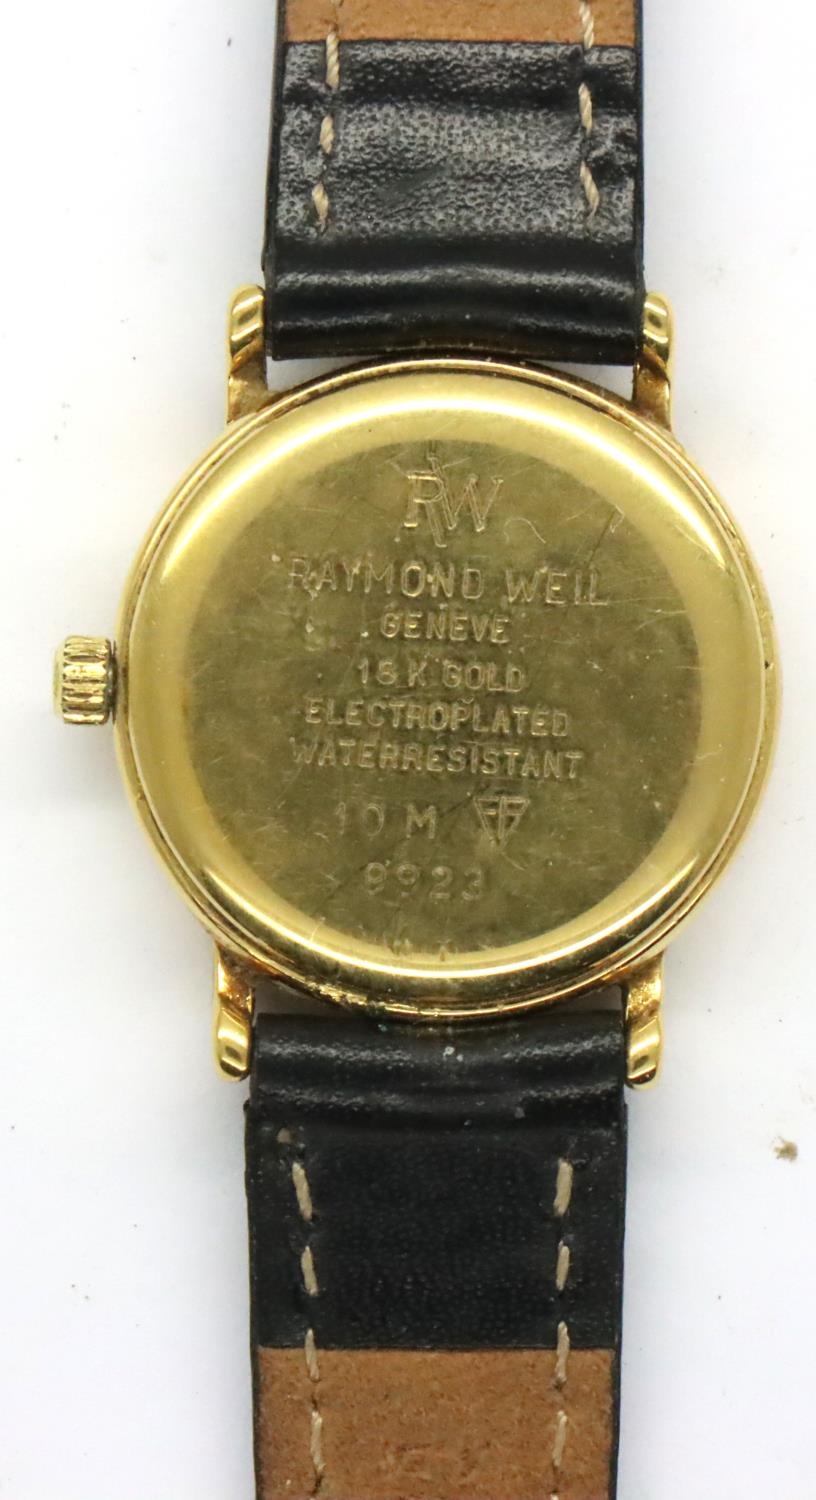 RW
RAYMOND WEIL
GENEVE
18 K GOLD
ELECTROPLATED
WATERRESISTANT
10 M
9923